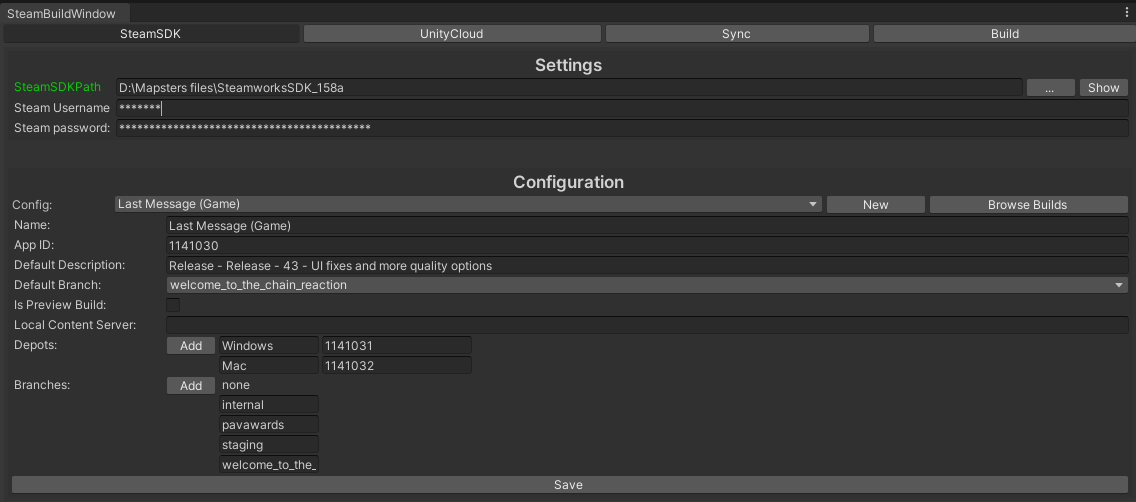 SteamBuildWindow
SteamSDK UnityCloud Sync Build
Settings
SteamSDKPath D:\Mapsters files\SteamworksSDK_158a ... Show
Steam Username *******
Steam password: ******************************************
Configuration
Config: Last Message (Game) New Browse Builds
Name: Last Message (Game)
App ID: 1141030
Default Description: Release - Release - 43 - UI fixes and more quality options
Default Branch: welcome_to_the_chain_reaction
Is Preview Build:
Local Content Server:
Depots: Add Windows 1141031
Mac 1141032
Branches: Add none
internal
pavawards
staging
welcome_to_the_
Save